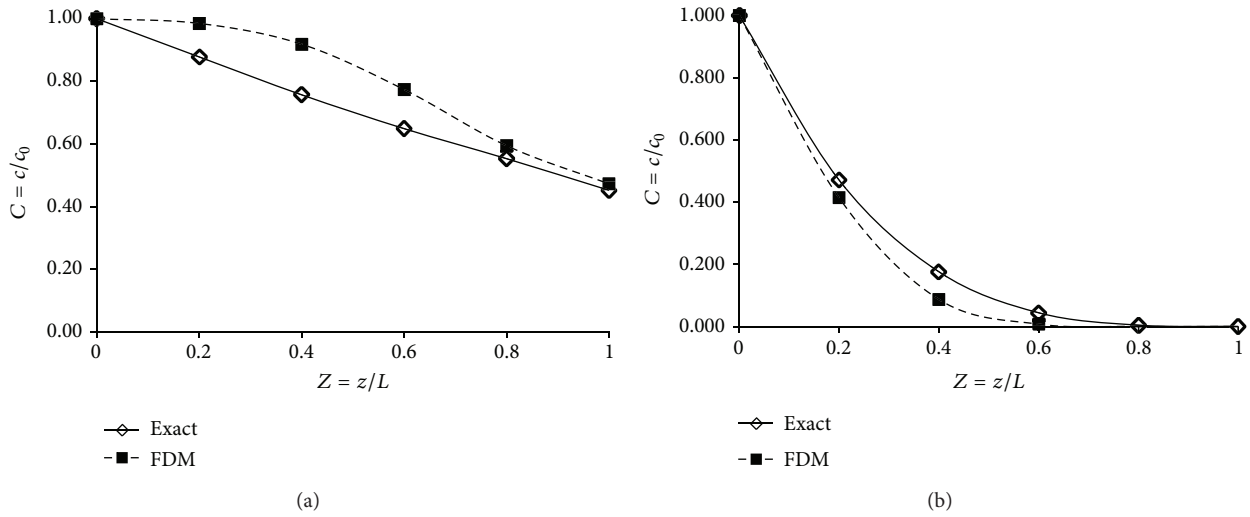 1.00
0.80
0.60
0.40
0.20
0.00
C = c/c0
0 0.2 0.4 0.6 0.8 1
Z = z/L
Exact
FDM
(a)
1.000
0.800
0.600
0.400
0.200
0.000
C = c/c0
0 0.2 0.4 0.6 0.8 1
Z = z/L
Exact
FDM
(b)